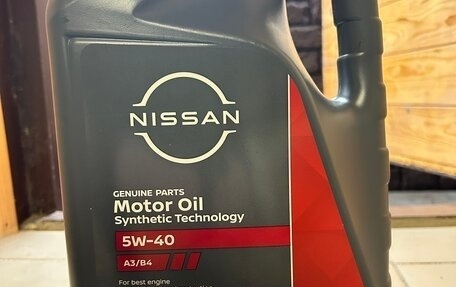 NISSAN
GENUINE PARTS
Motor Oil
Synthetic Technology
5W-40
A3/B4
For best engine